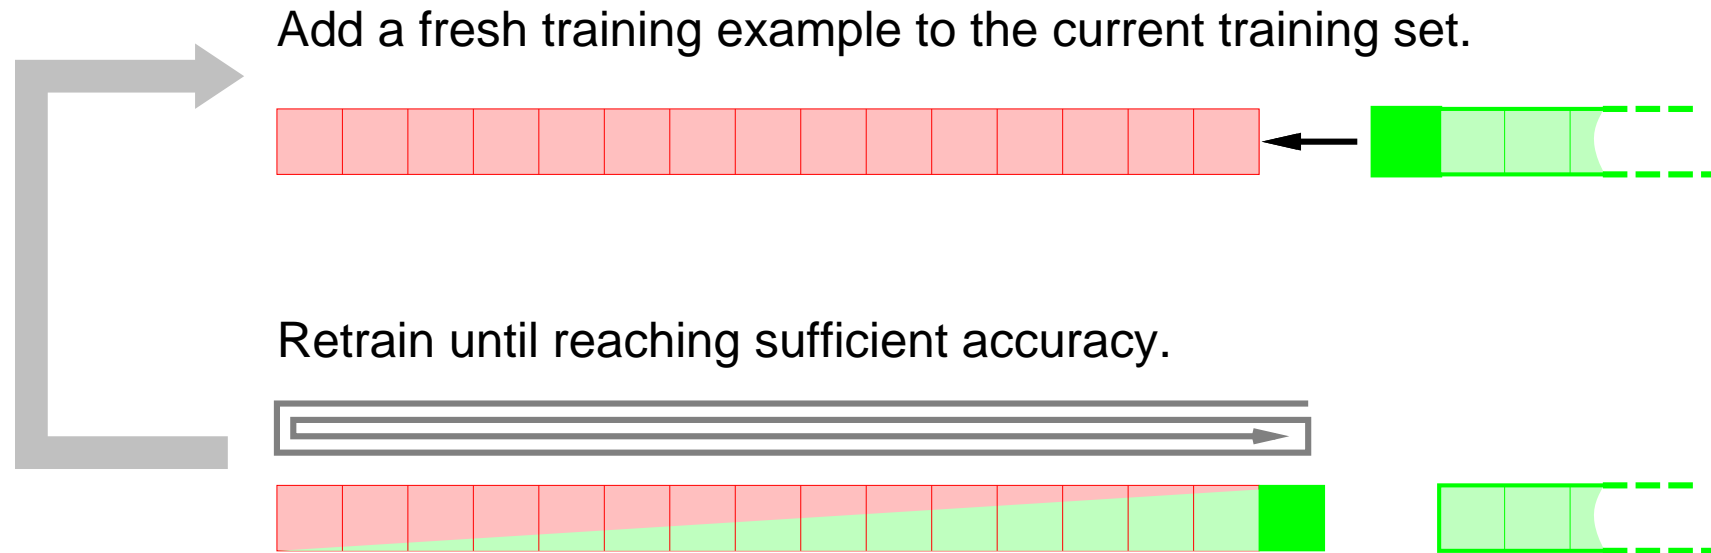 Add a fresh training example to the current training set.
Retrain until reaching sufficient accuracy.